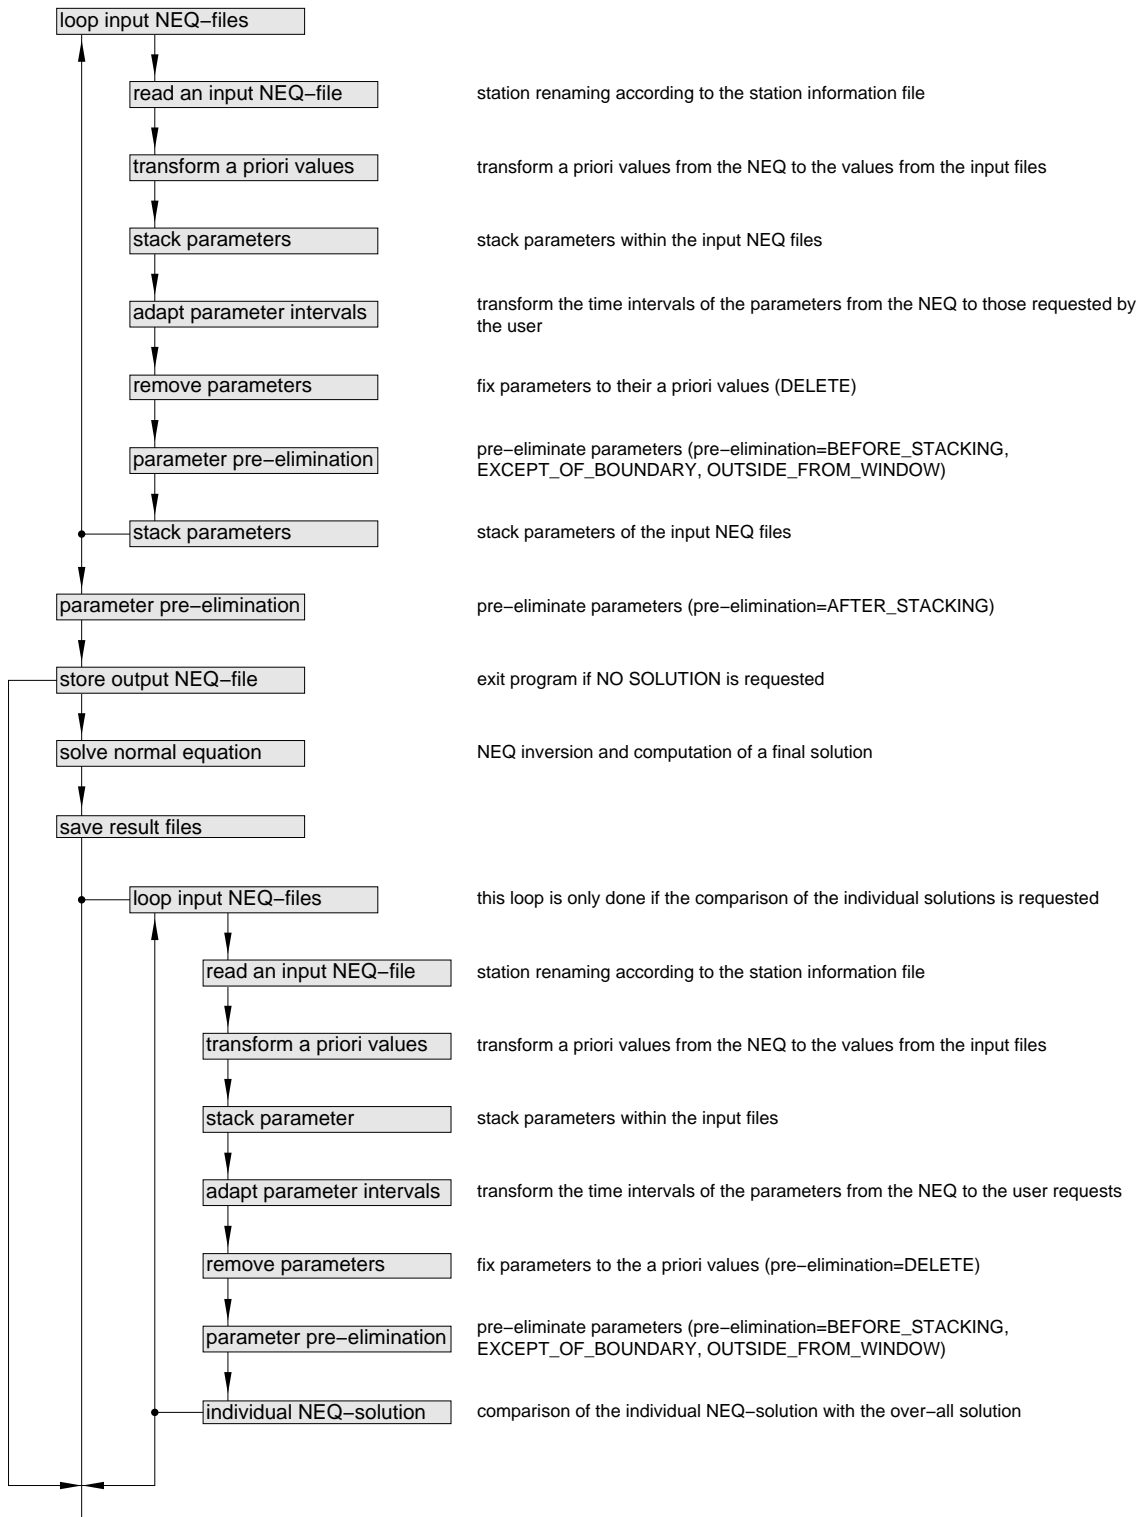 loop input NEQ−files
read an input NEQ−file station renaming according to the station information file
transform a priori values transform a priori values from the NEQ to the values from the input files
stack parameters stack parameters within the input NEQ files
adapt parameter intervals transform the time intervals of the parameters from the NEQ to those requested by
the user
remove parameters fix parameters to their a priori values (DELETE)
parameter pre−elimination pre−eliminate parameters (pre−elimination=BEFORE_STACKING,
EXCEPT_OF_BOUNDARY, OUTSIDE_FROM_WINDOW)
stack parameters stack parameters of the input NEQ files
parameter pre−elimination pre−eliminate parameters (pre−elimination=AFTER_STACKING)
store output NEQ−file exit program if NO SOLUTION is requested
solve normal equation NEQ inversion and computation of a final solution
save result files
loop input NEQ−files this loop is only done if the comparison of the individual solutions is requested
read an input NEQ−file station renaming according to the station information file
transform a priori values transform a priori values from the NEQ to the values from the input files
stack parameter stack parameters within the input files
adapt parameter intervals transform the time intervals of the parameters from the NEQ to the user requests
remove parameters fix parameters to the a priori values (pre−elimination=DELETE)
parameter pre−elimination pre−eliminate parameters (pre−elimination=BEFORE_STACKING,
EXCEPT_OF_BOUNDARY, OUTSIDE_FROM_WINDOW)
individual NEQ−solution comparison of the individual NEQ−solution with the over−all solution